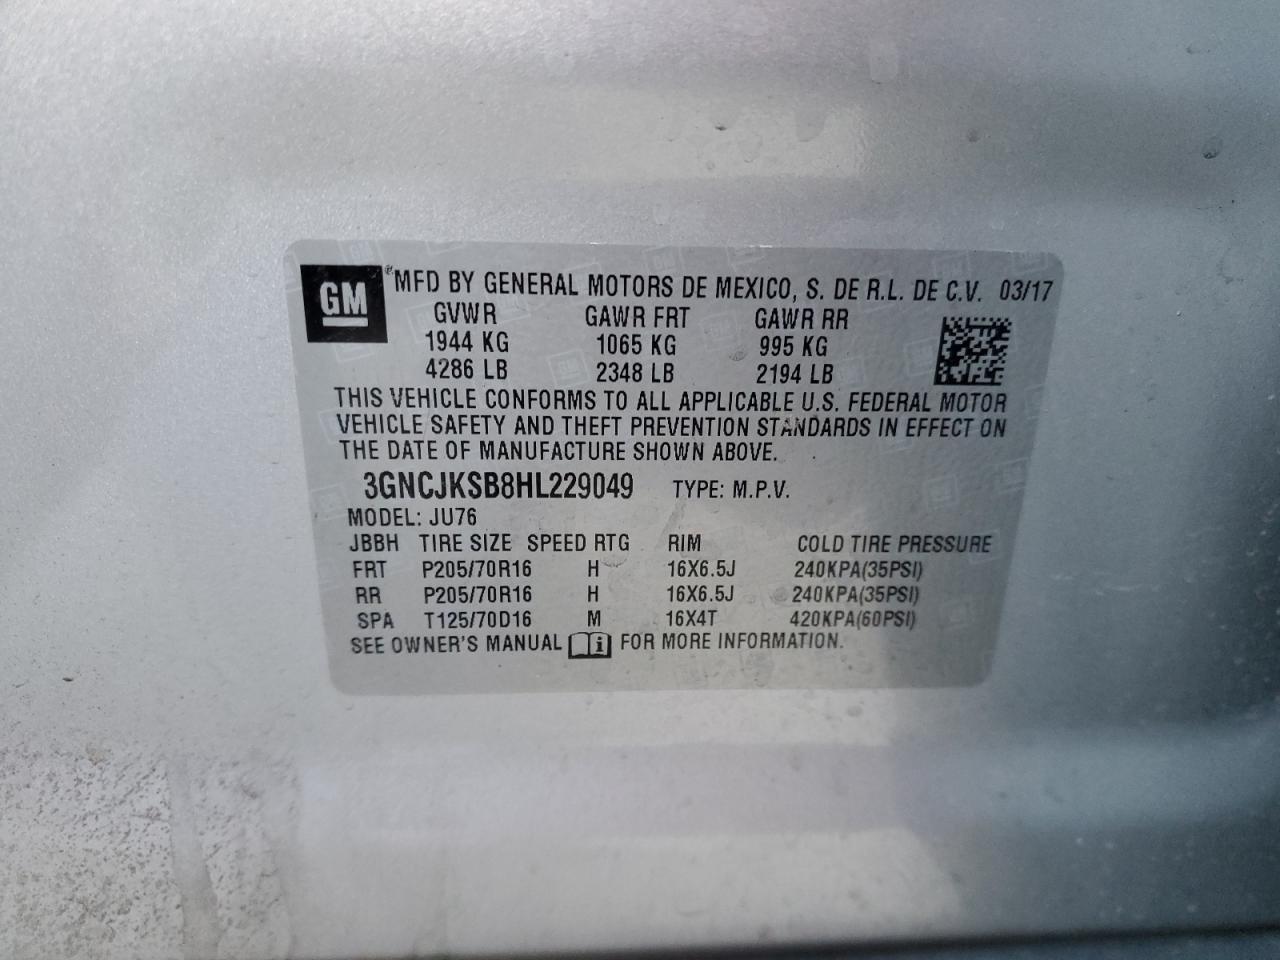 GM ® MFD BY GENERAL MOTORS DE MEXICO, S. DE R.L. DE C.V. 03/17
GVWR GAWR FRT GAWR RR
1944 KG 1065 KG 995 KG
4286 LB 2348 LB 2194 LB
THIS VEHICLE CONFORMS TO ALL APPLICABLE U.S. FEDERAL MOTOR
VEHICLE SAFETY AND THEFT PREVENTION STANDARDS IN EFFECT ON
THE DATE OF MANUFACTURE SHOWN ABOVE.
3GNCJKSB8HL229049 TYPE: M.P.V.
MODEL: JU76
JBBH TIRE SIZE SPEED RTG RIM COLD TIRE PRESSURE
FRT P205/70R16 H 16X6.5J 240KPA(35PSI)
RR P205/70R16 H 16X6.5J 240KPA(35PSI)
SPA T125/70D16 M 16X4T 420KPA(60PSI)
SEE OWNER'S MANUAL i FOR MORE INFORMATION.